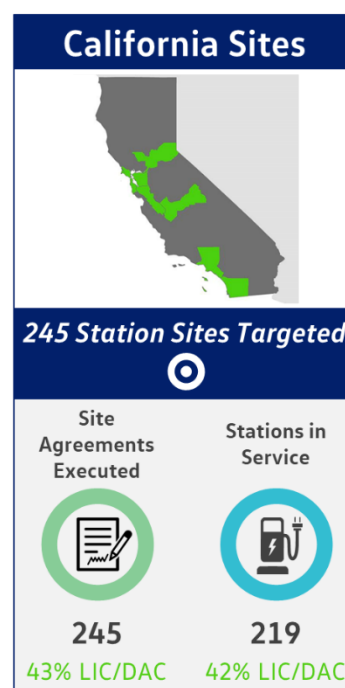 California Sites
245 Station Sites Targeted
Site
Agreements
Executed
245
43% LIC/DAC
Stations in
Service
219
42% LIC/DAC